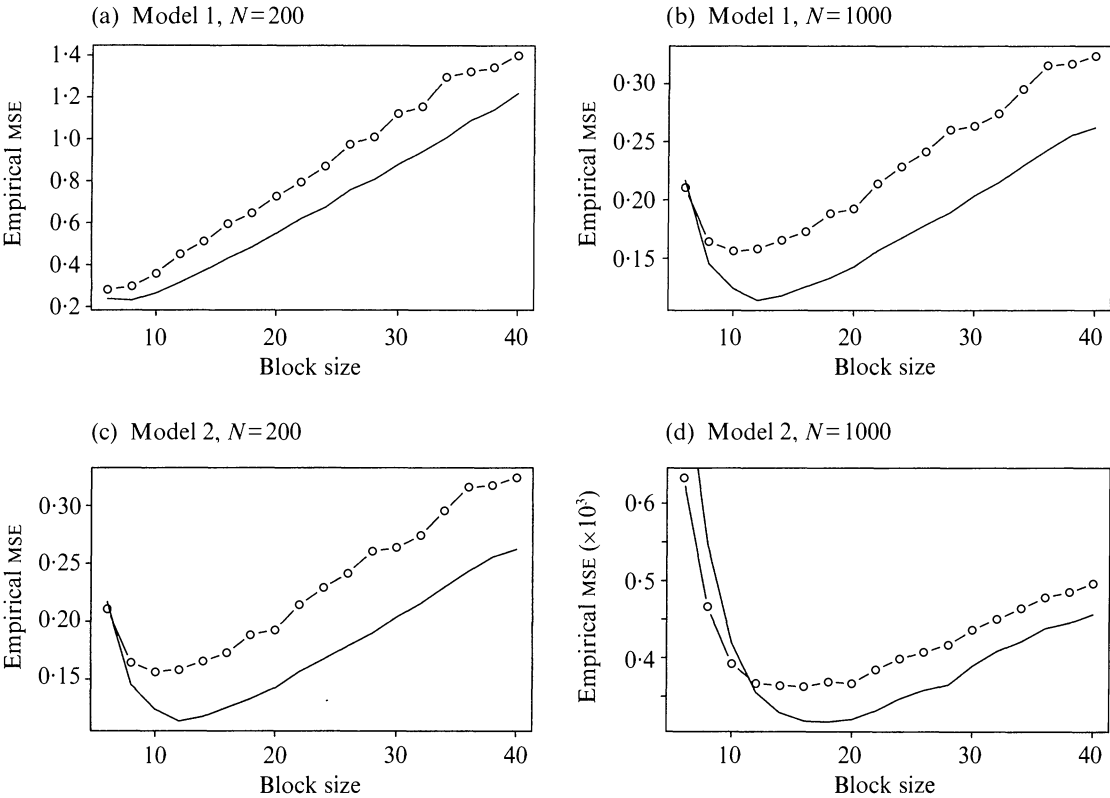 (a) Model 1, N=200
Empirical MSE
1·4
1·2
1·0
0·8
0·6
0·4
0·2
10 20 30 40
Block size
(b) Model 1, N=1000
Empirical MSE
0·30
0·25
0·20
0·15
10 20 30 40
Block size
(c) Model 2, N=200
Empirical MSE
0·30
0·25
0·20
0·15
10 20 30 40
Block size
(d) Model 2, N=1000
Empirical MSE (×10³)
0·6
0·5
0·4
10 20 30 40
Block size